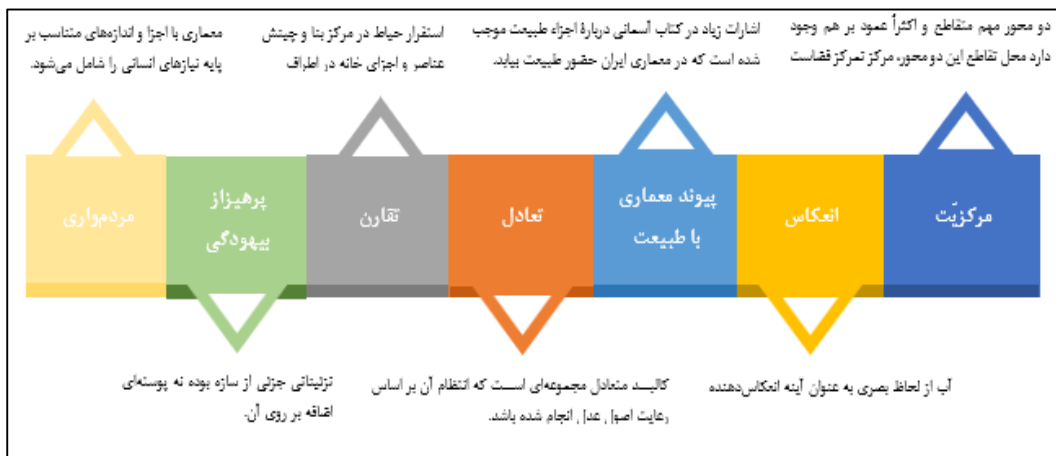 دو محور مهم متقاطع و اکثراً عمود بر هم وجود
دارد محل تقاطع این دو محور، مرکز تمرکز فضاست
اشارات زیاد در کتاب آسمانی دربارهٔ اجزاء طبیعت موجب
شده است که در معماری ایران حضور طبیعت بیابد.
استقرار حیاط در مرکز بنا و چینش
عناصر و اجزای خانه در اطراف
معماری با اجزا و اندازه‌های متناسب بر
پایه نیازهای انسانی را شامل می‌شود.
مرکزیّت
انعکاس
پیوند معماری
با طبیعت
تعادل
تقارن
پرهیزاز
بیهودگی
مردم‌واری
آب از لحاظ بصری به عنوان آینه انعکاس‌دهنده
کالبد متعادل مجموعه‌ای است که انتظام آن بر اساس
رعایت اصول عدل انجام شده باشد.
تزئیناتی جزئی از سازه بوده نه پوسته‌ای
اضافه بر روی آن.